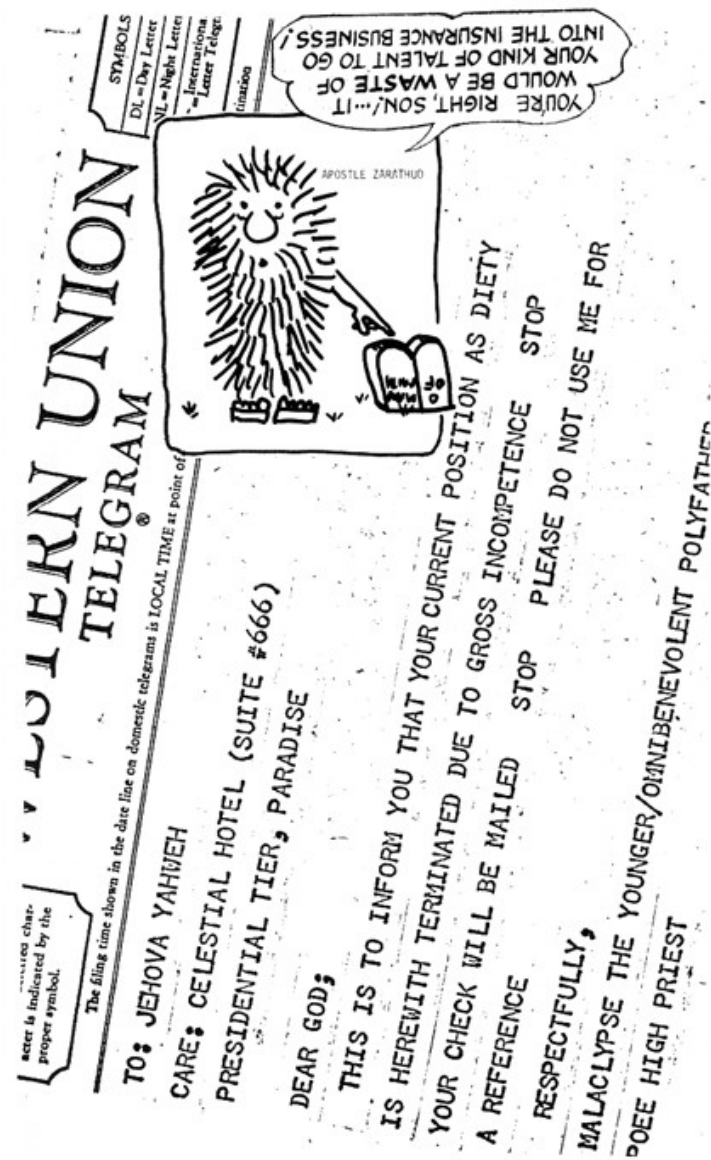 char-
acter is indicated by the
proper symbol.
WESTERN UNION
TELEGRAM
®
SYMBOLS
DL = Day Letter
NL = Night Letter
Internationa
= Letter Telegr.
The filing time shown in the date line on domestic telegrams is LOCAL TIME at point of
tination
YOU'RE RIGHT, SON!...IT
WOULD BE A WASTE OF
YOUR KIND OF TALENT TO GO
INTO THE INSURANCE BUSINESS!
APOSTLE ZARATHUD
TO: JEHOVA YAHWEH
CARE: CELESTIAL HOTEL (SUITE #666)
PRESIDENTIAL TIER, PARADISE
DEAR GOD;
THIS IS TO INFORM YOU THAT YOUR CURRENT POSITION AS DIETY
IS HEREWITH TERMINATED DUE TO GROSS INCOMPETENCE STOP
YOUR CHECK WILL BE MAILED STOP PLEASE DO NOT USE ME FOR
A REFERENCE
RESPECTFULLY,
MALACLYPSE THE YOUNGER/OMNIBENEVOLENT POLYFATHER
POEE HIGH PRIEST